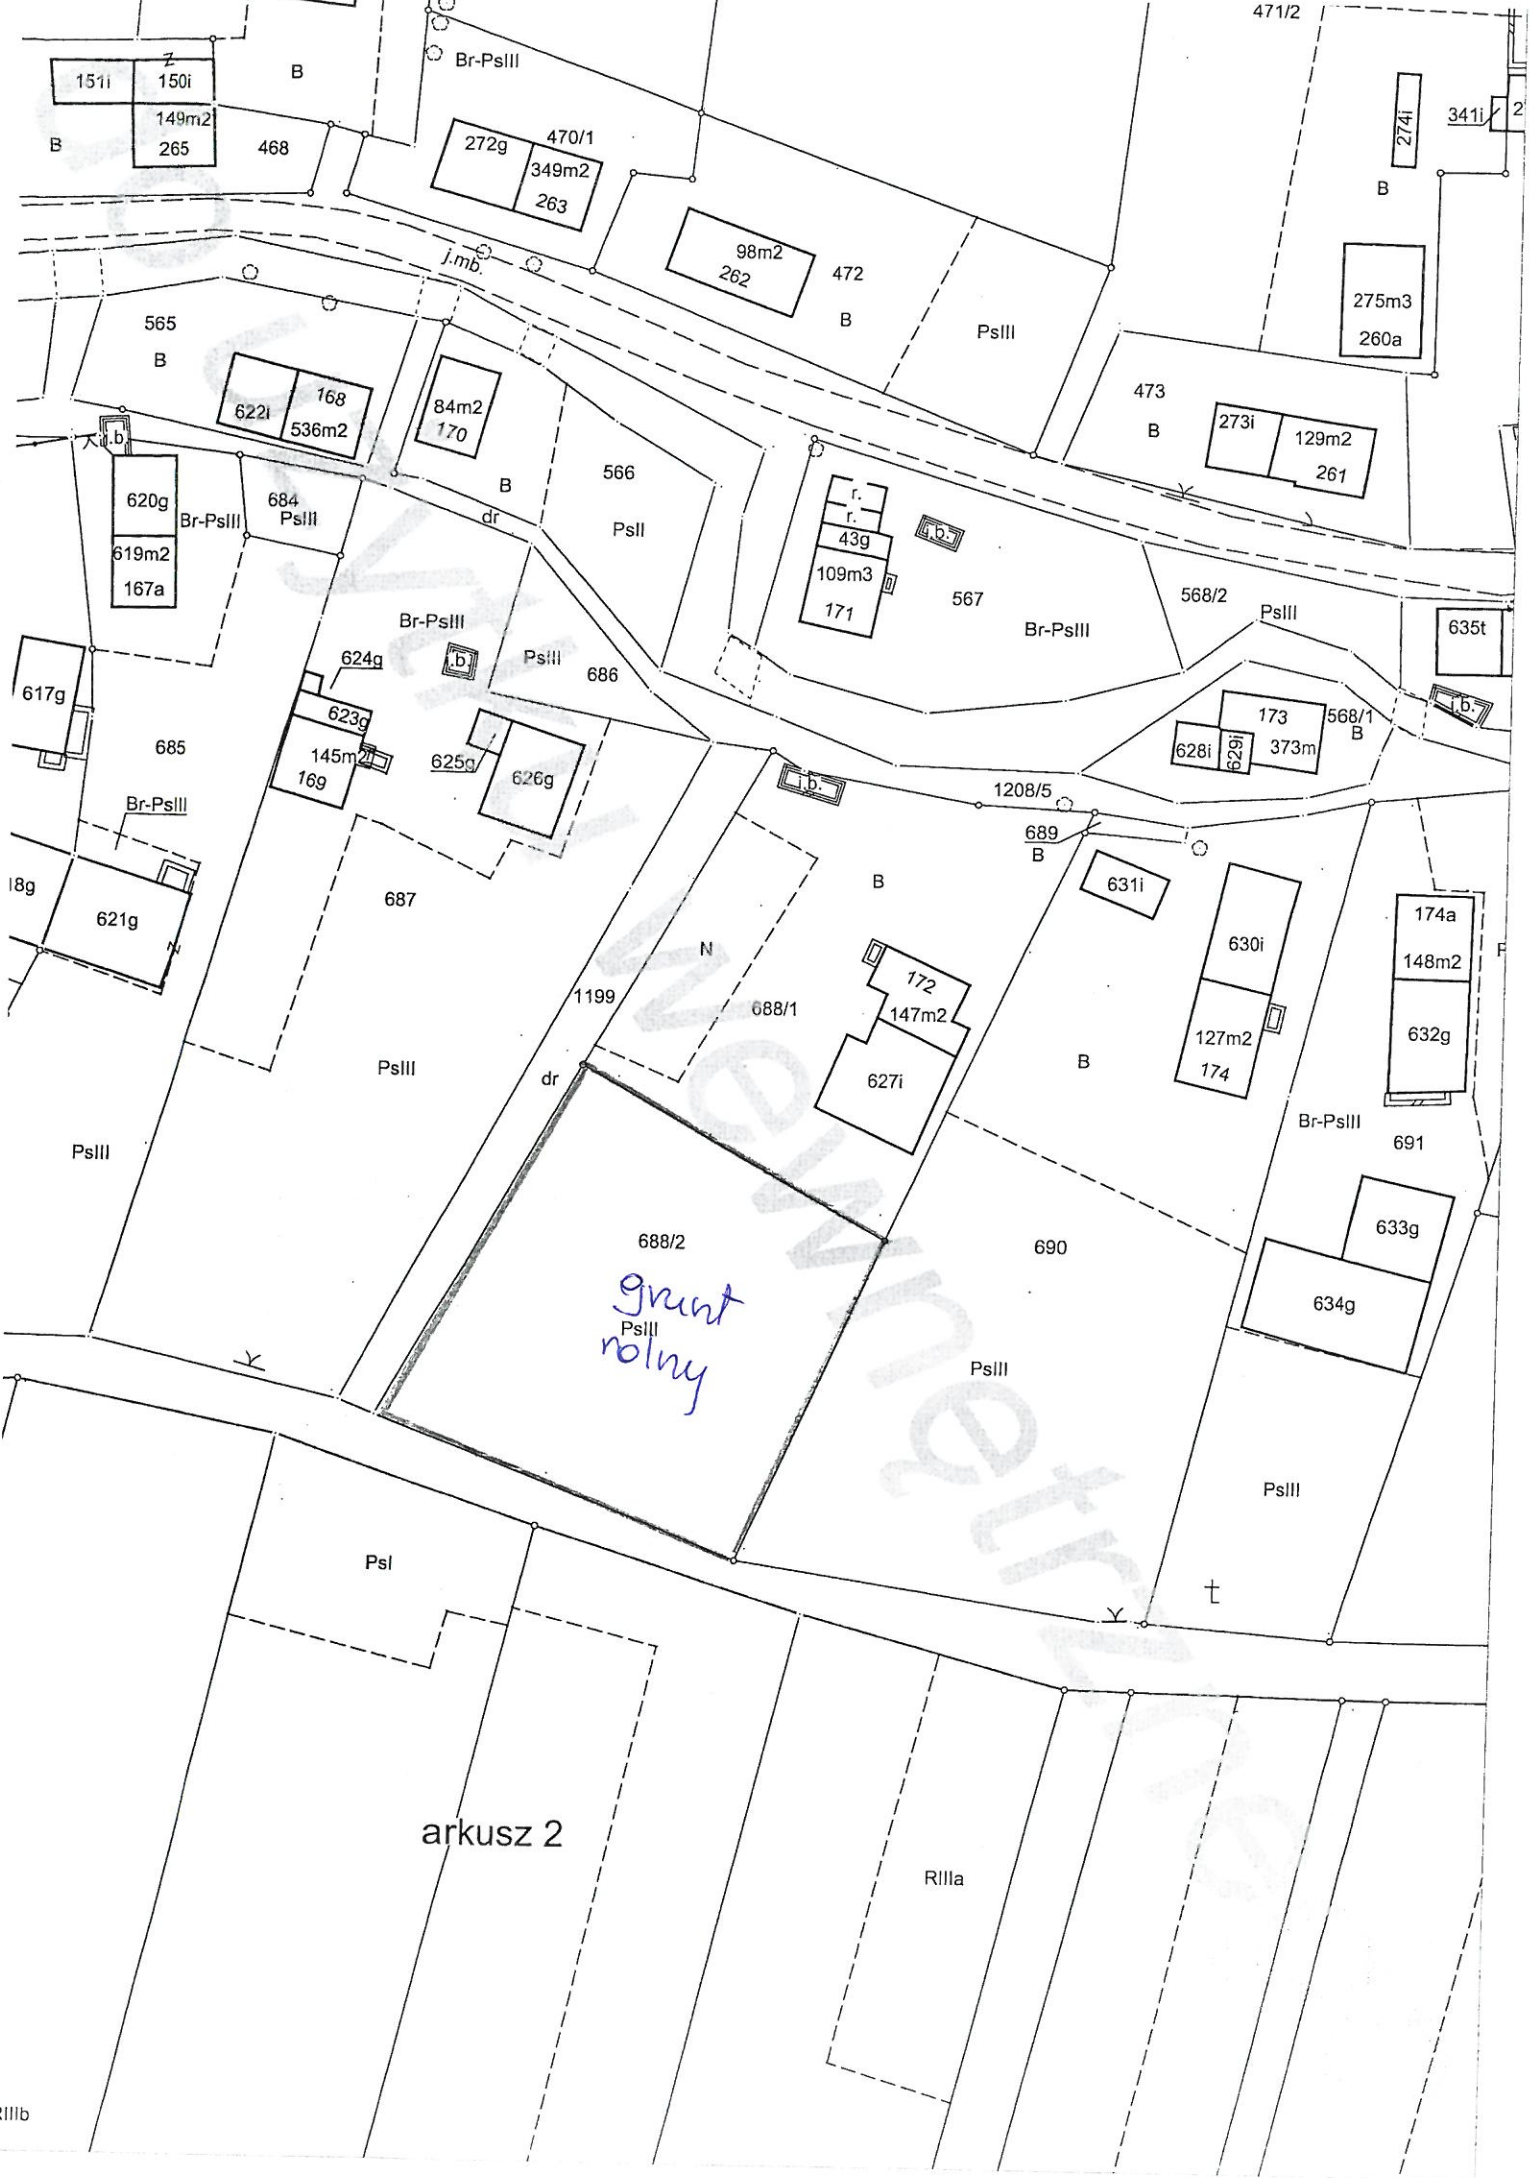 471/2
Br-PsIII
B
151i
150i
149m2
265
B
468
272g
470/1
349m2
263
274i
341i
2
B
98m2
262
472
B
j.mb.
PsIII
275m3
260a
565
B
622i
168
536m2
84m2
170
473
B
273i
129m2
261
i.b.
620g
619m2
167a
Br-PsIII
684
PsIII
B
dr
566
PsII
r.
r.
43g
109m3
171
i.b.
567
Br-PsIII
568/2
PsIII
635t
i.b.
617g
685
Br-PsIII
Br-PsIII
624g
i.b.
623g
145m2
169
PsIII
686
625g
626g
i.b.
1208/5
628i
629i
173
373m
568/1
B
689
B
18g
621g
687
B
631i
N
630i
174a
148m2
1199
688/1
172
147m2
627i
127m2
174
632g
PsIII
dr
B
Br-PsIII
691
PsIII
688/2
690
633g
634g
grunt
PsIII
rolny
PsIII
PsIII
PsI
t
arkusz 2
RIIIa
RIIIb
Do użytku wewnętrzne